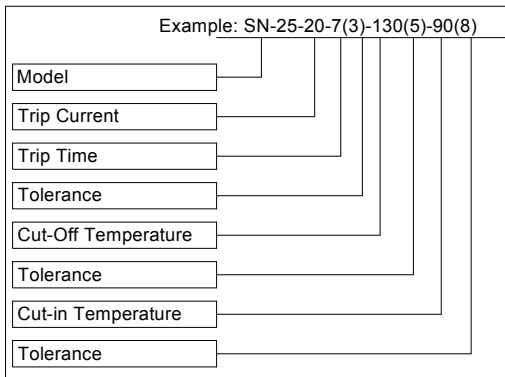 Example: SN-25-20-7(3)-130(5)-90(8)
Model
Trip Current
Trip Time
Tolerance
Cut-Off Temperature
Tolerance
Cut-in Temperature
Tolerance